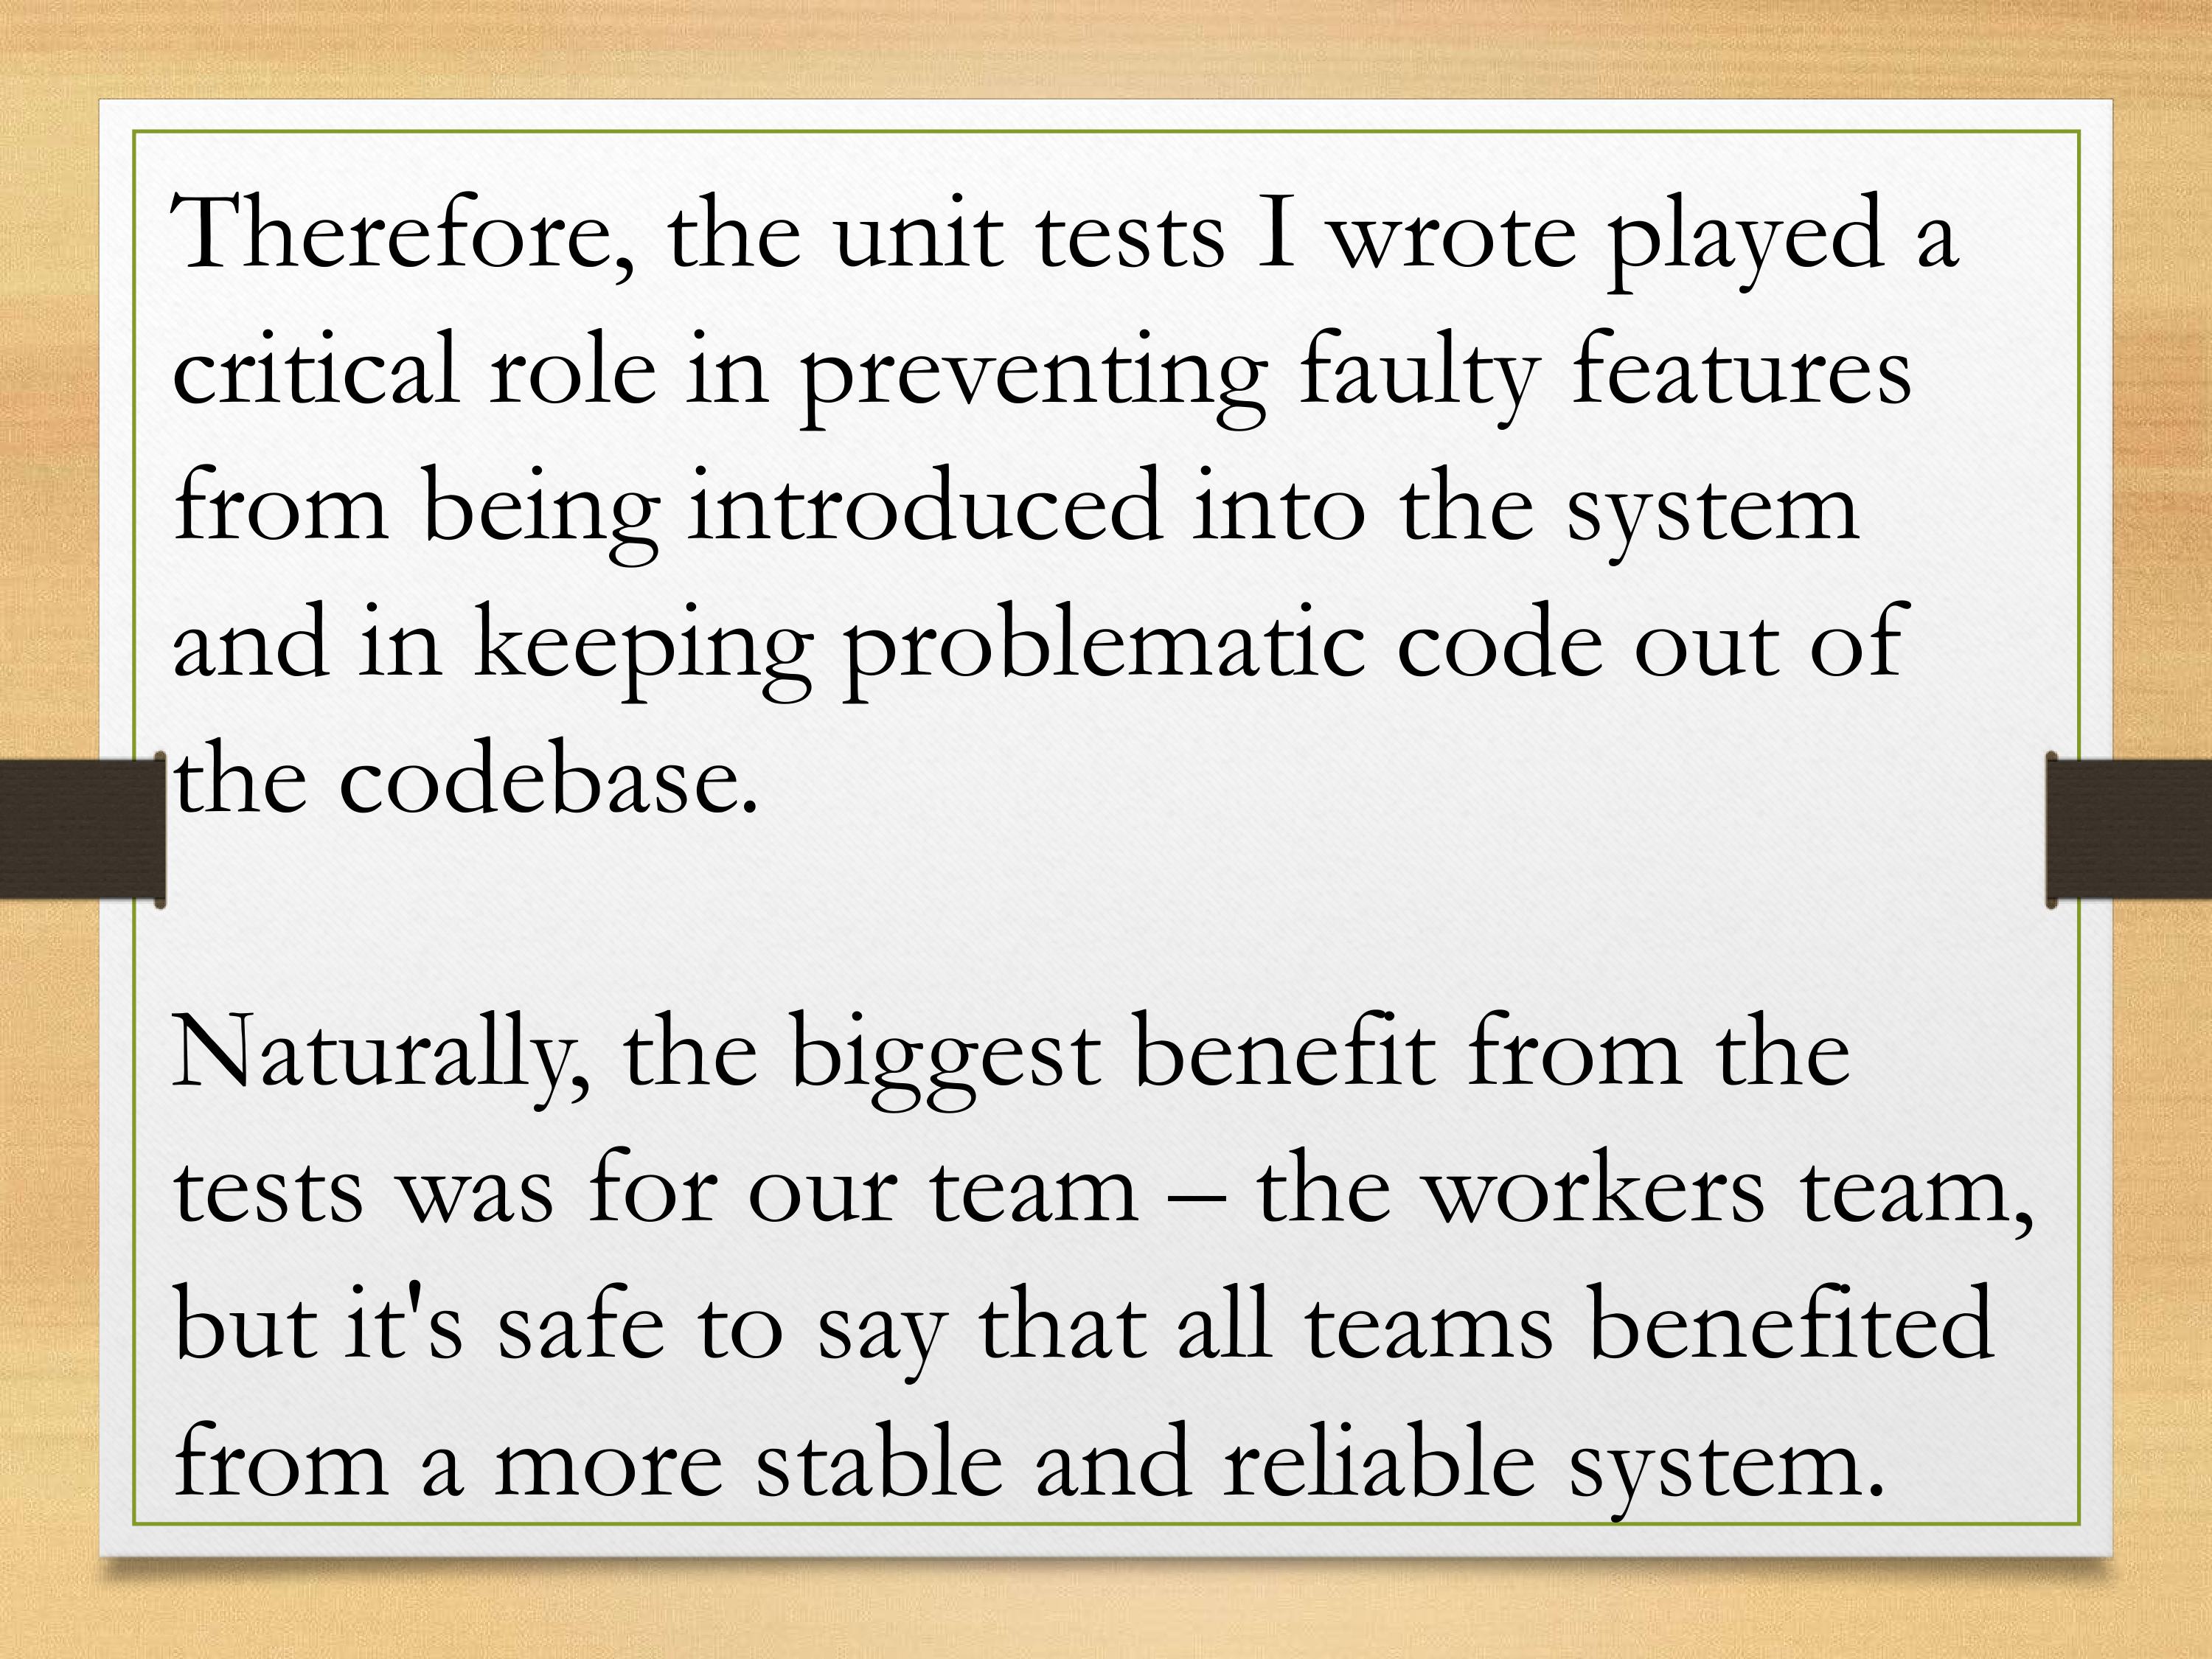 Therefore, the unit tests I wrote played a
critical role in preventing faulty features
from being introduced into the system
and in keeping problematic code out of
the codebase.
Naturally, the biggest benefit from the
tests was for our team – the workers team,
but it's safe to say that all teams benefited
from a more stable and reliable system.